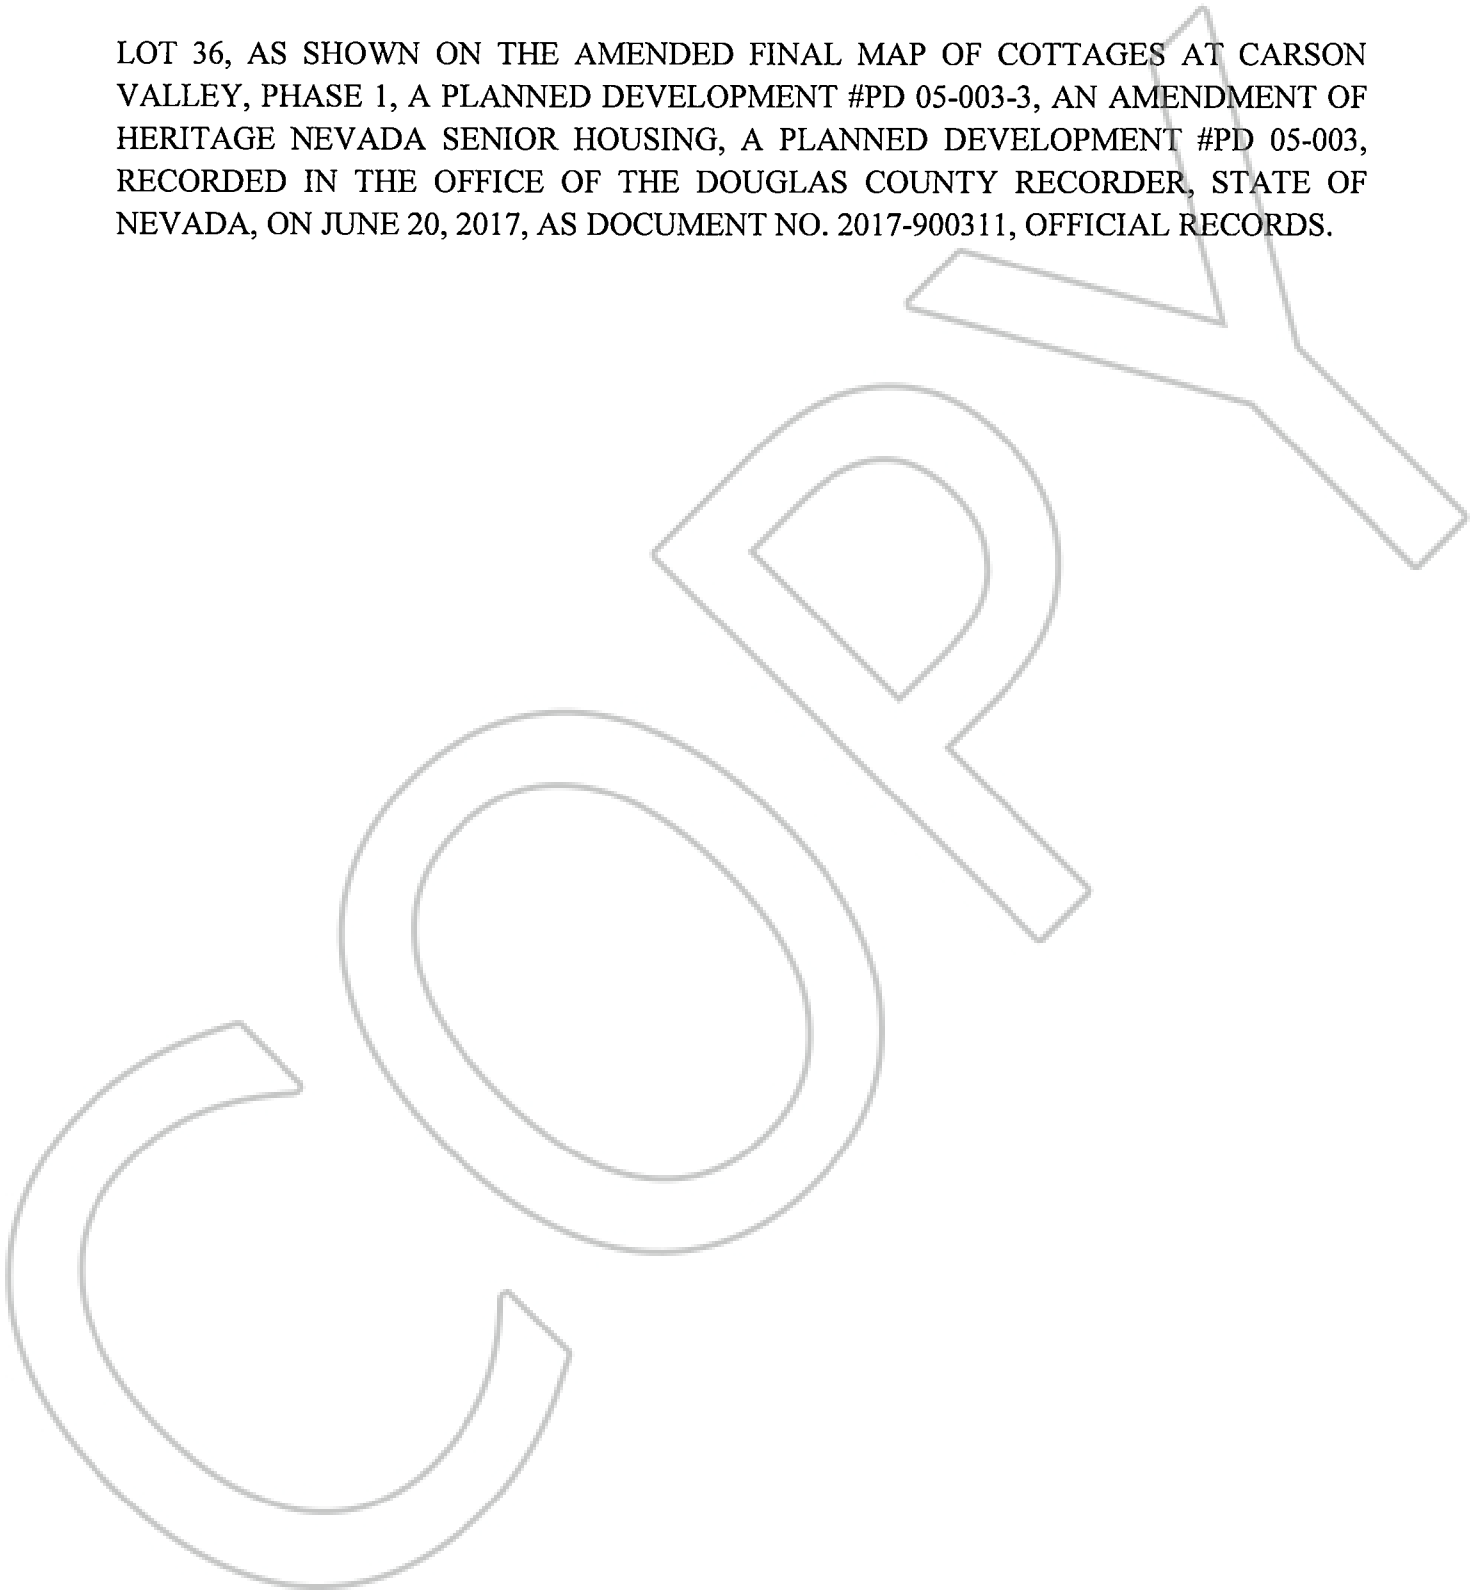 LOT 36, AS SHOWN ON THE AMENDED FINAL MAP OF COTTAGES AT CARSON
VALLEY, PHASE 1, A PLANNED DEVELOPMENT #PD 05-003-3, AN AMENDMENT OF
HERITAGE NEVADA SENIOR HOUSING, A PLANNED DEVELOPMENT #PD 05-003,
RECORDED IN THE OFFICE OF THE DOUGLAS COUNTY RECORDER, STATE OF
NEVADA, ON JUNE 20, 2017, AS DOCUMENT NO. 2017-900311, OFFICIAL RECORDS.
COPY